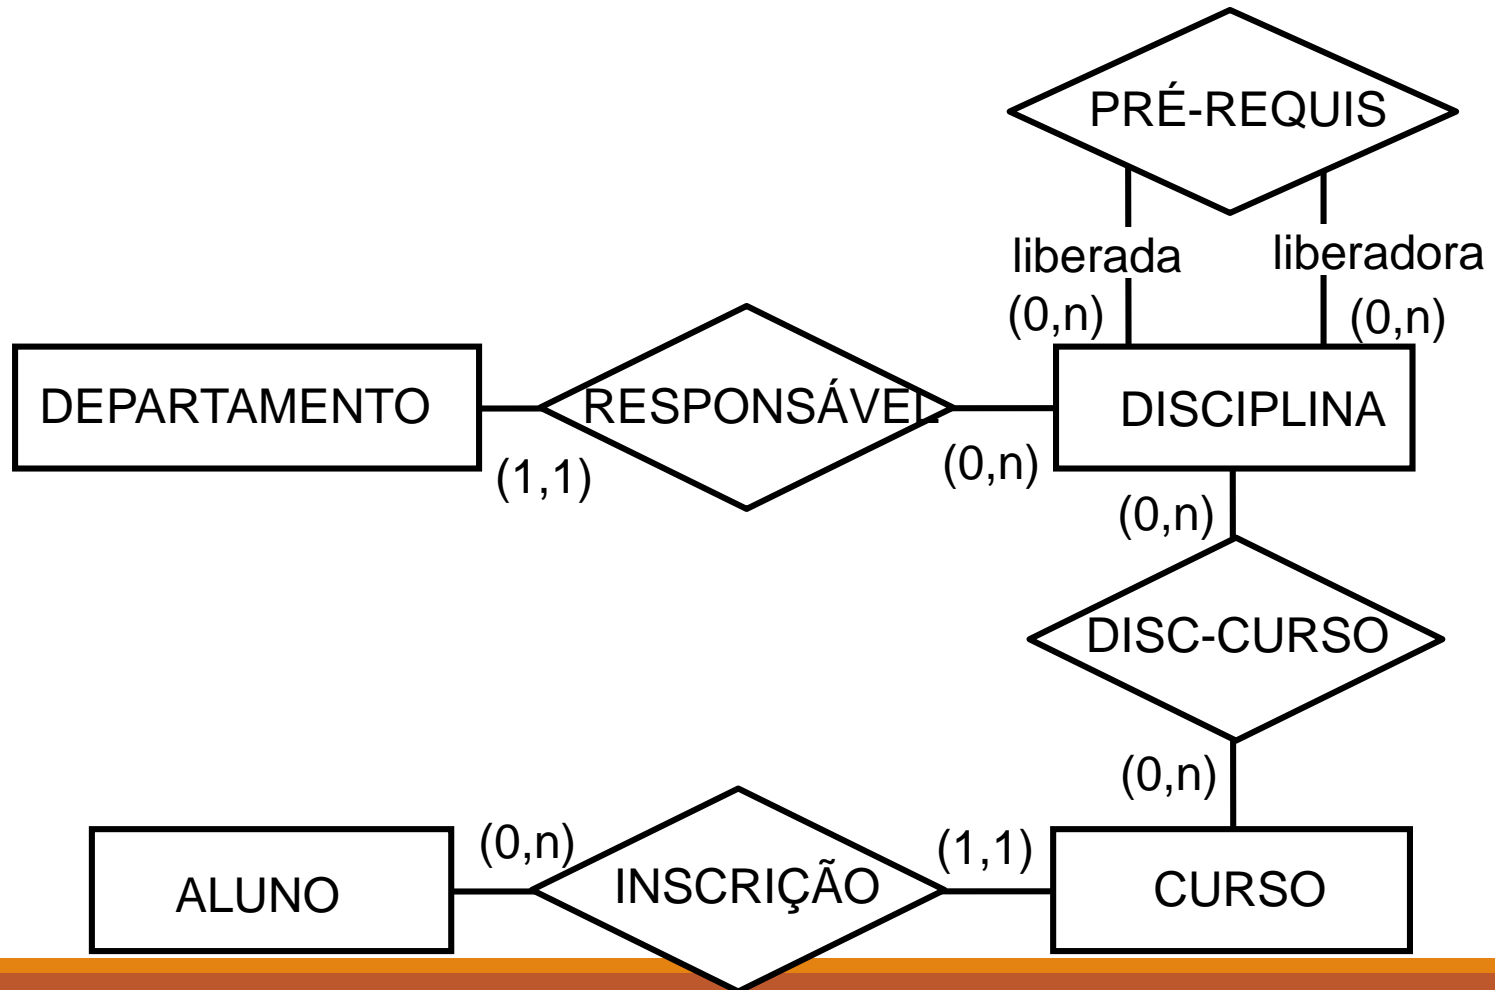 PRÉ-REQUIS
liberada
liberadora
(0,n)
(0,n)
DEPARTAMENTO
RESPONSÁVEL
DISCIPLINA
(1,1)
(0,n)
(0,n)
DISC-CURSO
(0,n)
(0,n)
(1,1)
ALUNO
INSCRIÇÃO
CURSO